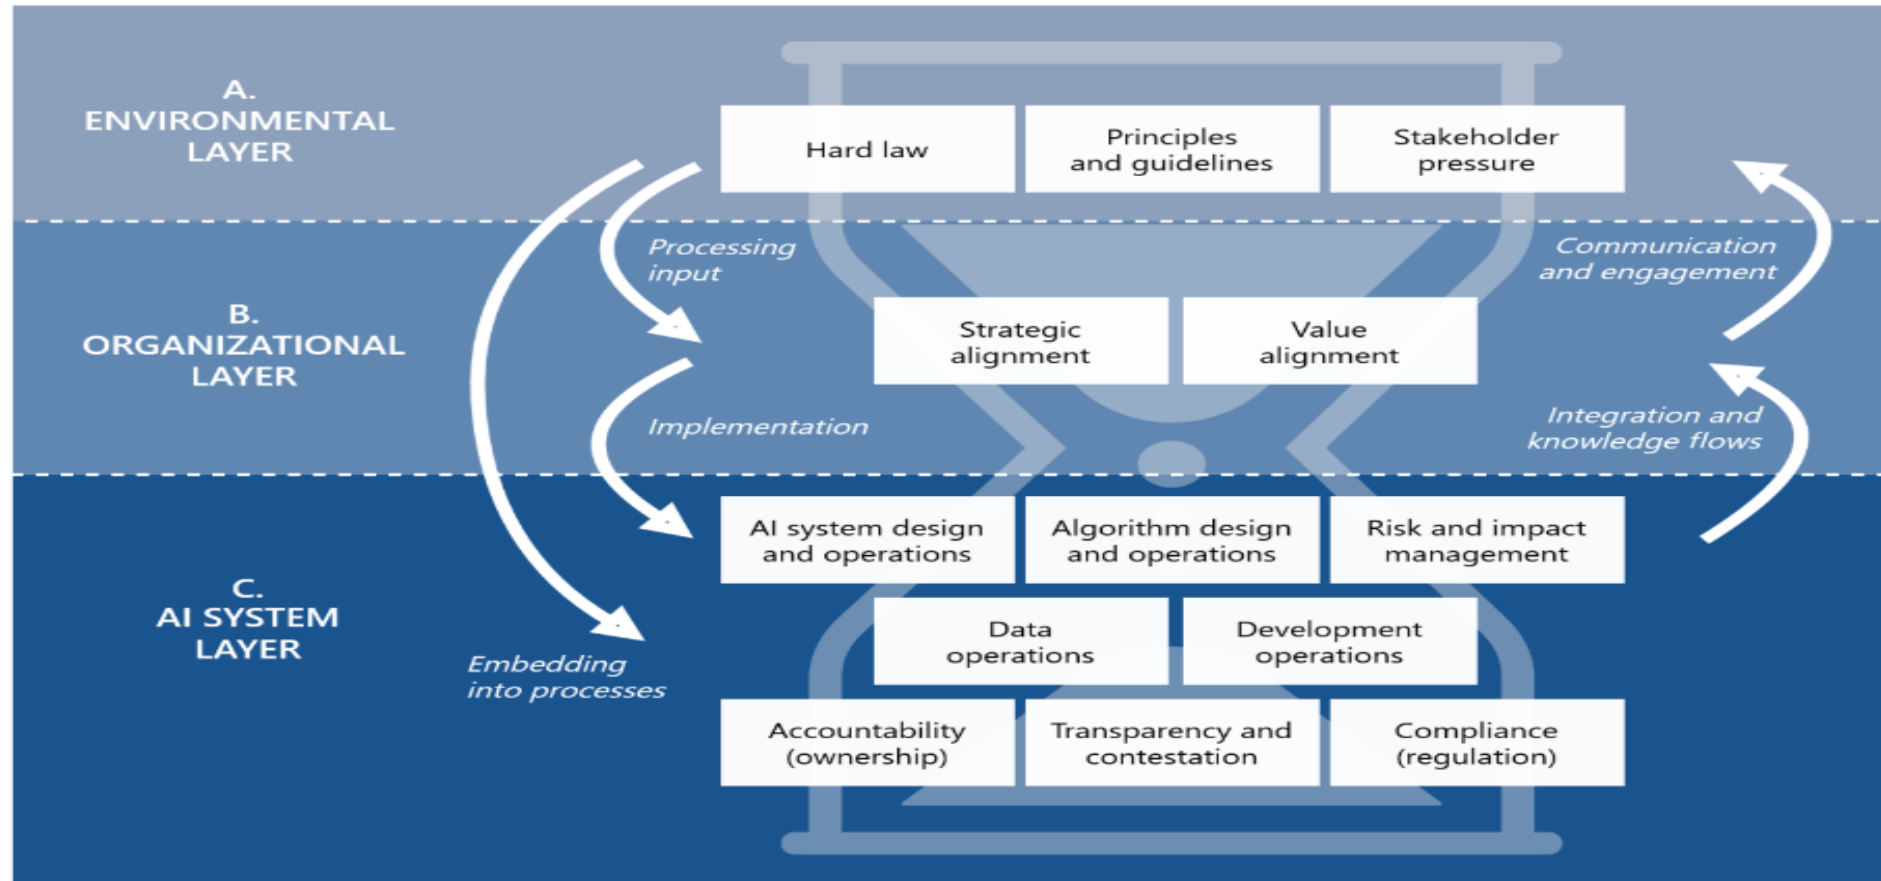 A.
ENVIRONMENTAL
LAYER
Hard law
Principles
and guidelines
Stakeholder
pressure
Processing
input
Communication
and engagement
B.
ORGANIZATIONAL
LAYER
Strategic
alignment
Value
alignment
Implementation
Integration and
knowledge flows
C.
AI SYSTEM
LAYER
AI system design
and operations
Algorithm design
and operations
Risk and impact
management
Data
operations
Development
operations
Embedding
into processes
Accountability
(ownership)
Transparency and
contestation
Compliance
(regulation)